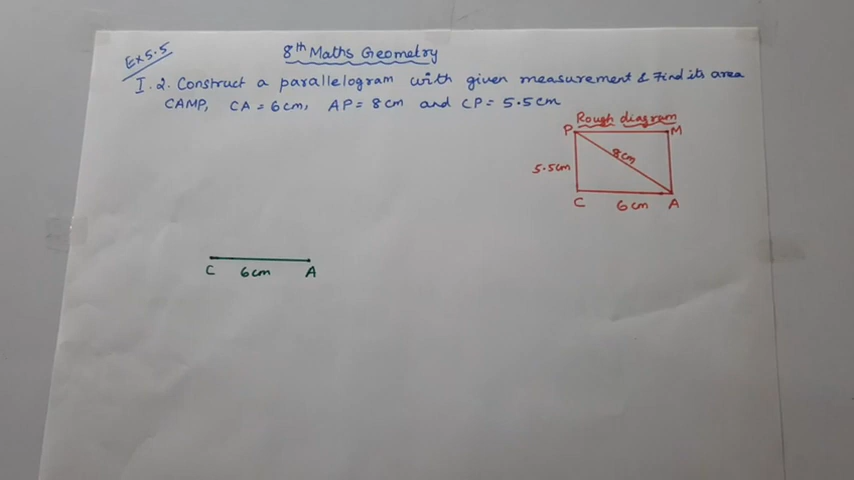 Ex 5.5
8th Maths Geometry
I. 2. Construct a parallelogram with given measurement & Find its area
CAMP, CA = 6cm, AP = 8cm and CP = 5.5cm
Rough diagram
P M
8cm
5.5cm
C 6cm A
C 6cm A